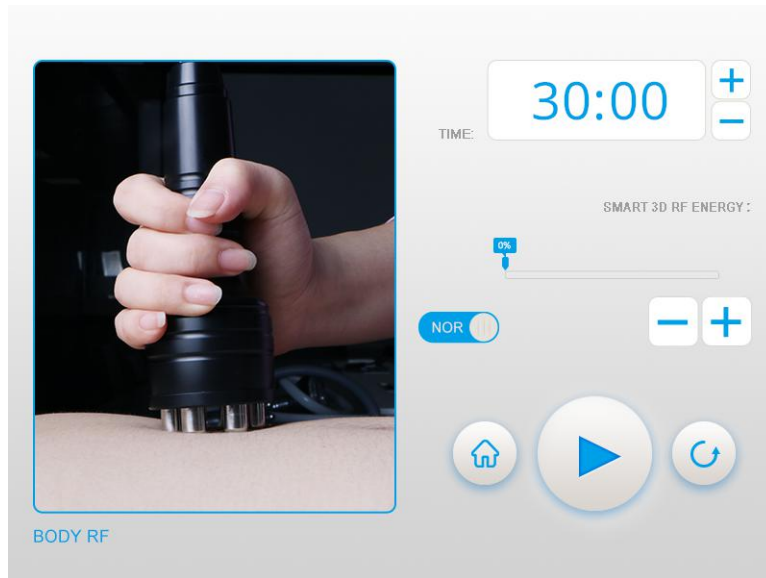 30:00
TIME:
SMART 3D RF ENERGY:
0%
NOR
BODY RF